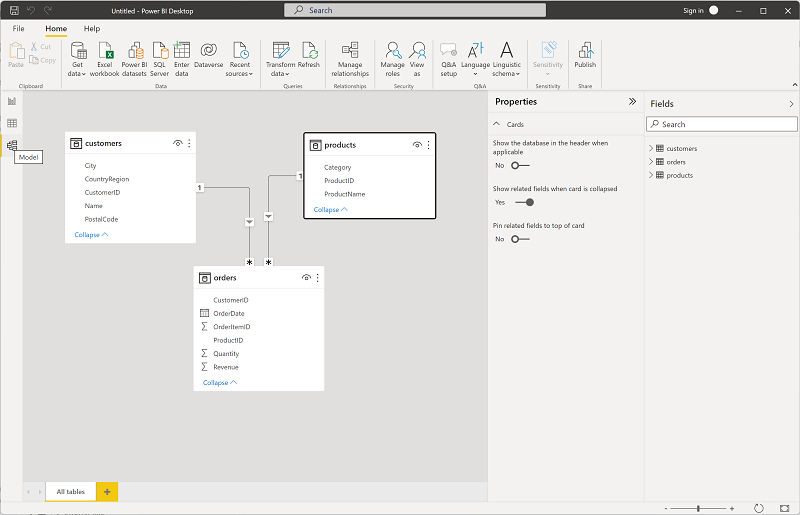 Untitled - Power BI Desktop
Search
Sign in
File
Home
Help
Paste
Cut
Copy
Clipboard
Get data
Excel workbook
Power BI datasets
SQL Server
Enter data
Dataverse
Recent sources
Data
Transform data
Refresh
Queries
Manage relationships
Relationships
Manage roles
View as
Security
Q&A setup
Language
Linguistic schema
Q&A
Sensitivity
Sensitivity
Publish
Share
Model
customers
City
CountryRegion
CustomerID
Name
PostalCode
Collapse
1
*
products
Category
ProductID
ProductName
Collapse
1
*
orders
CustomerID
OrderDate
OrderItemID
ProductID
Quantity
Revenue
Collapse
Properties
Cards
Show the database in the header when
applicable
No
Show related fields when card is collapsed
Yes
Pin related fields to top of card
No
Fields
Search
customers
orders
products
All tables
+
- +